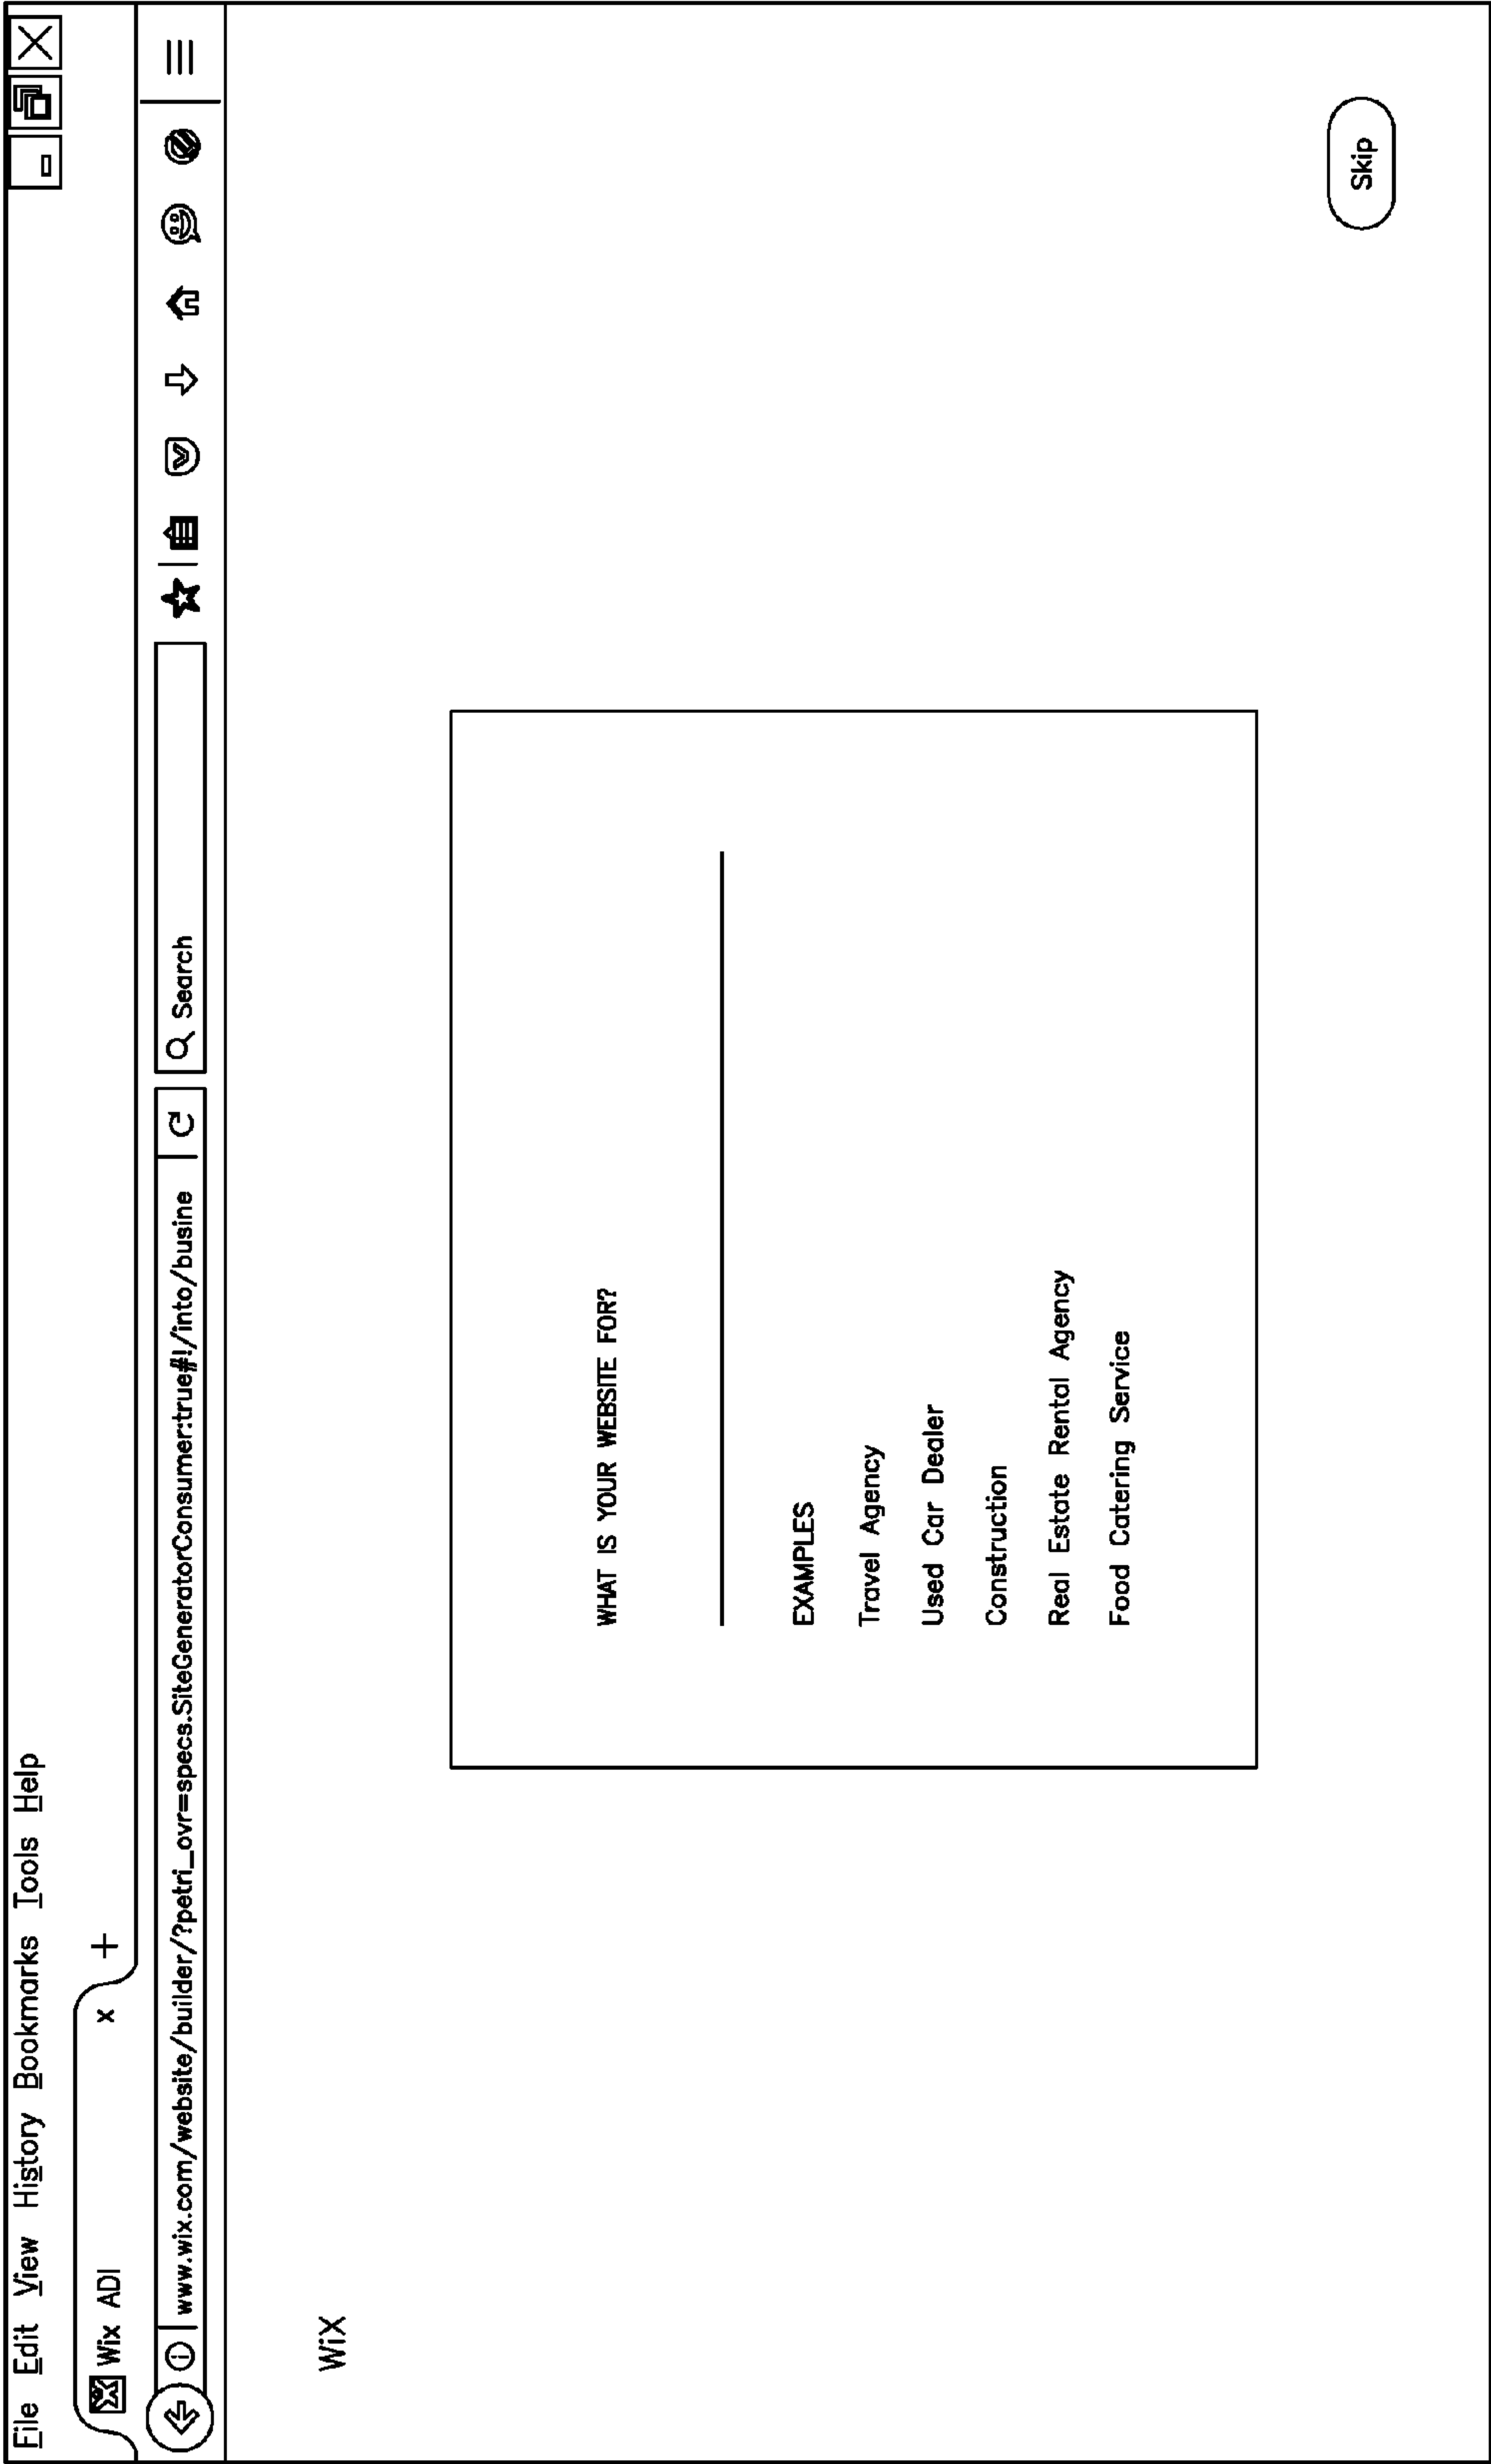 File Edit View History Bookmarks Tools Help
Wix ADI x +
www.wix.com/website/builder/?petri_ovr=specs.SiteGeneratorConsumer:true#!/into/busine
Search
WiX
WHAT IS YOUR WEBSITE FOR?
EXAMPLES
Travel Agency
Used Car Dealer
Construction
Real Estate Rental Agency
Food Catering Service
Skip